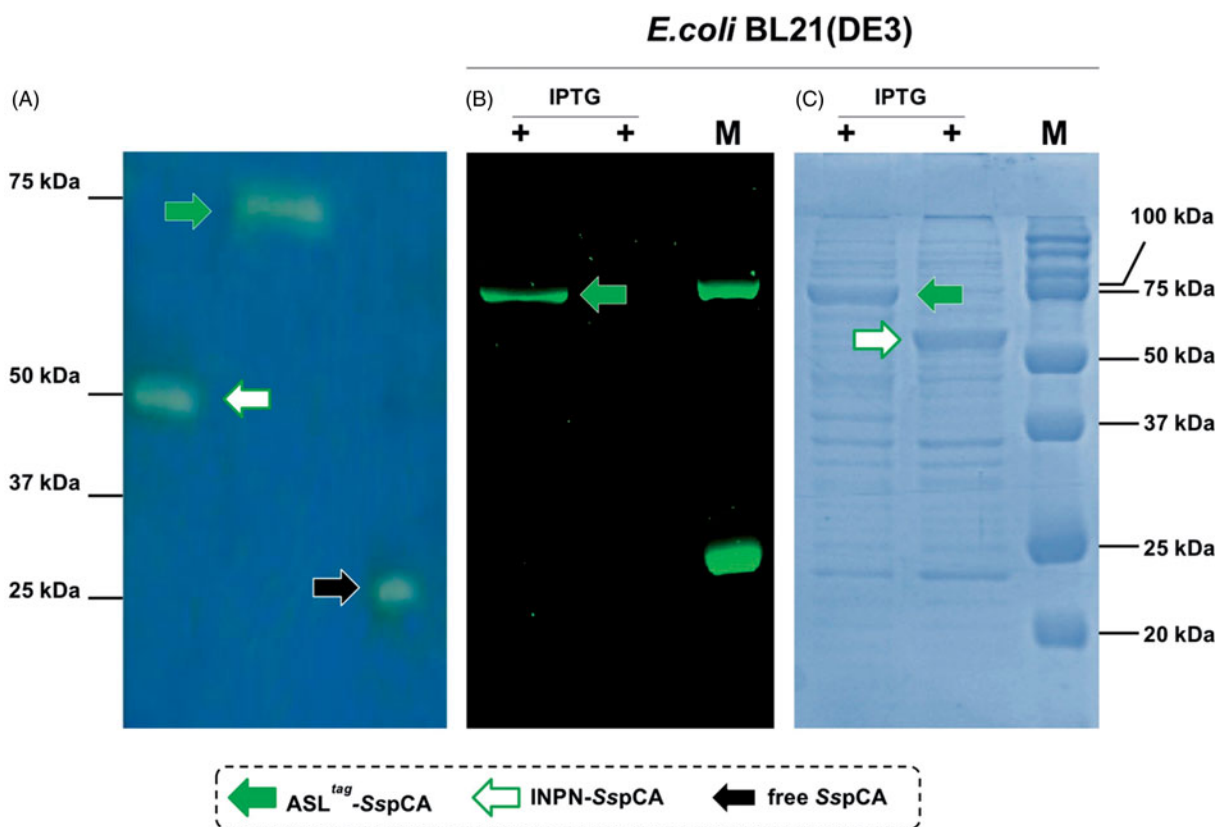 E.coli BL21(DE3)
(A)
(B)
IPTG
+ + M
(C)
IPTG
+ + M
75 kDa
50 kDa
37 kDa
25 kDa
100 kDa
75 kDa
50 kDa
37 kDa
25 kDa
20 kDa
ASLtag-SspCA
INPN-SspCA
free SspCA